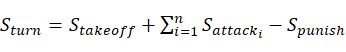 S_turn = S_takeoff + ∑_{i=1}^{n} S_attack_i − S_punish